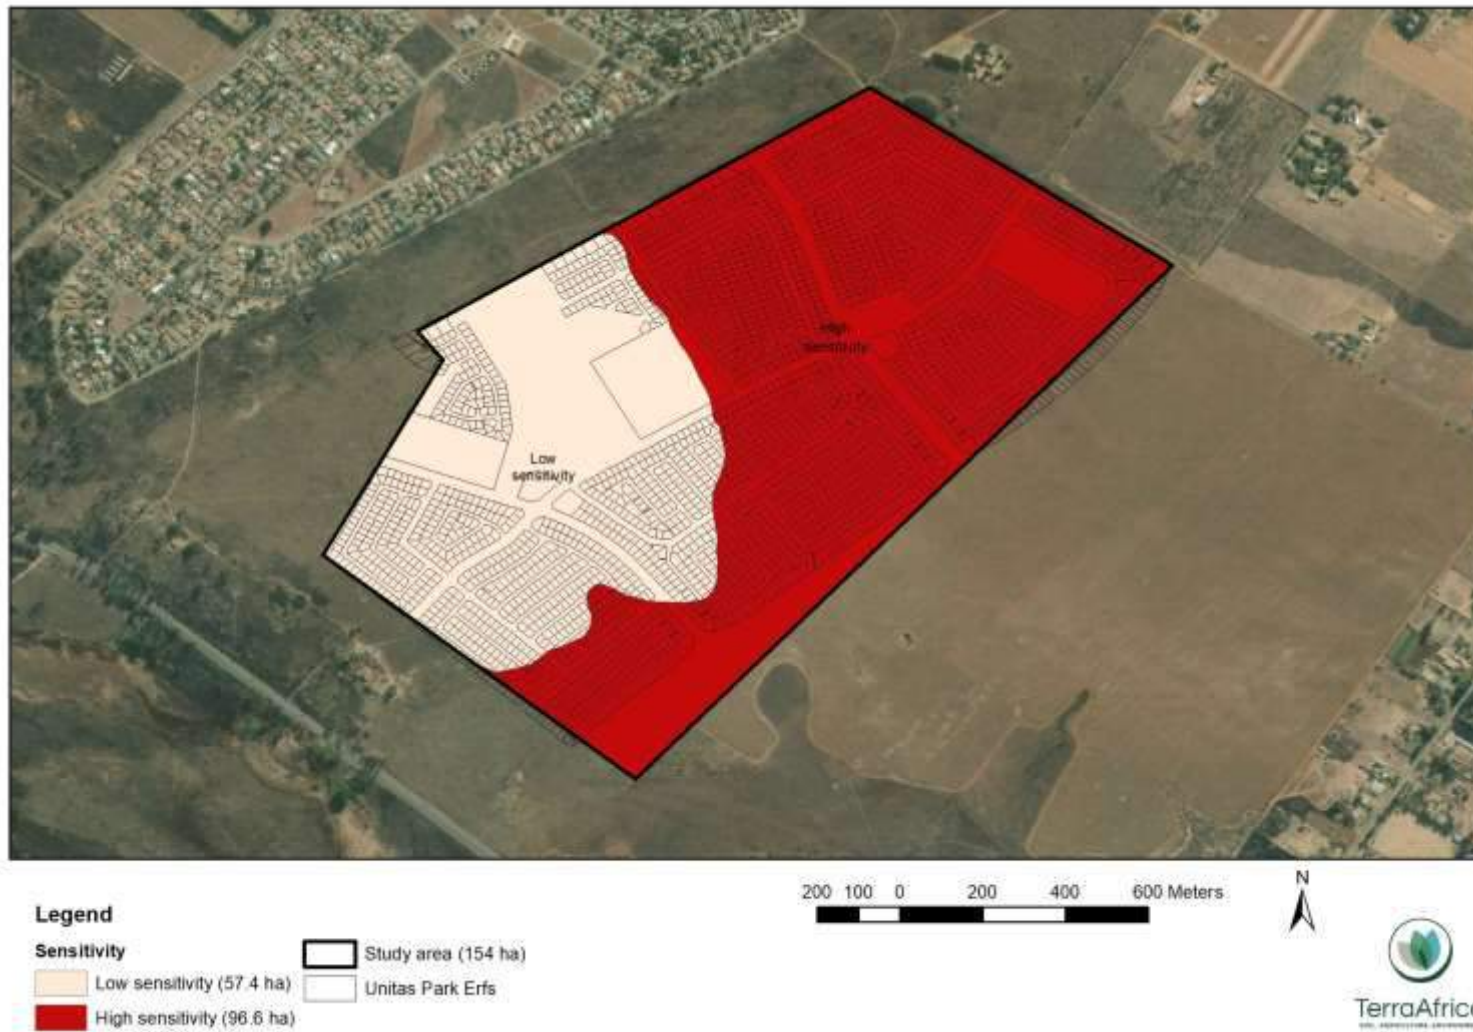 High
sensitivity
Low
sensitivity
200 100 0 200 400 600 Meters
N
Legend
Sensitivity
Low sensitivity (57.4 ha)
High sensitivity (96.6 ha)
Study area (154 ha)
Unitas Park Erfs
TerraAfrica